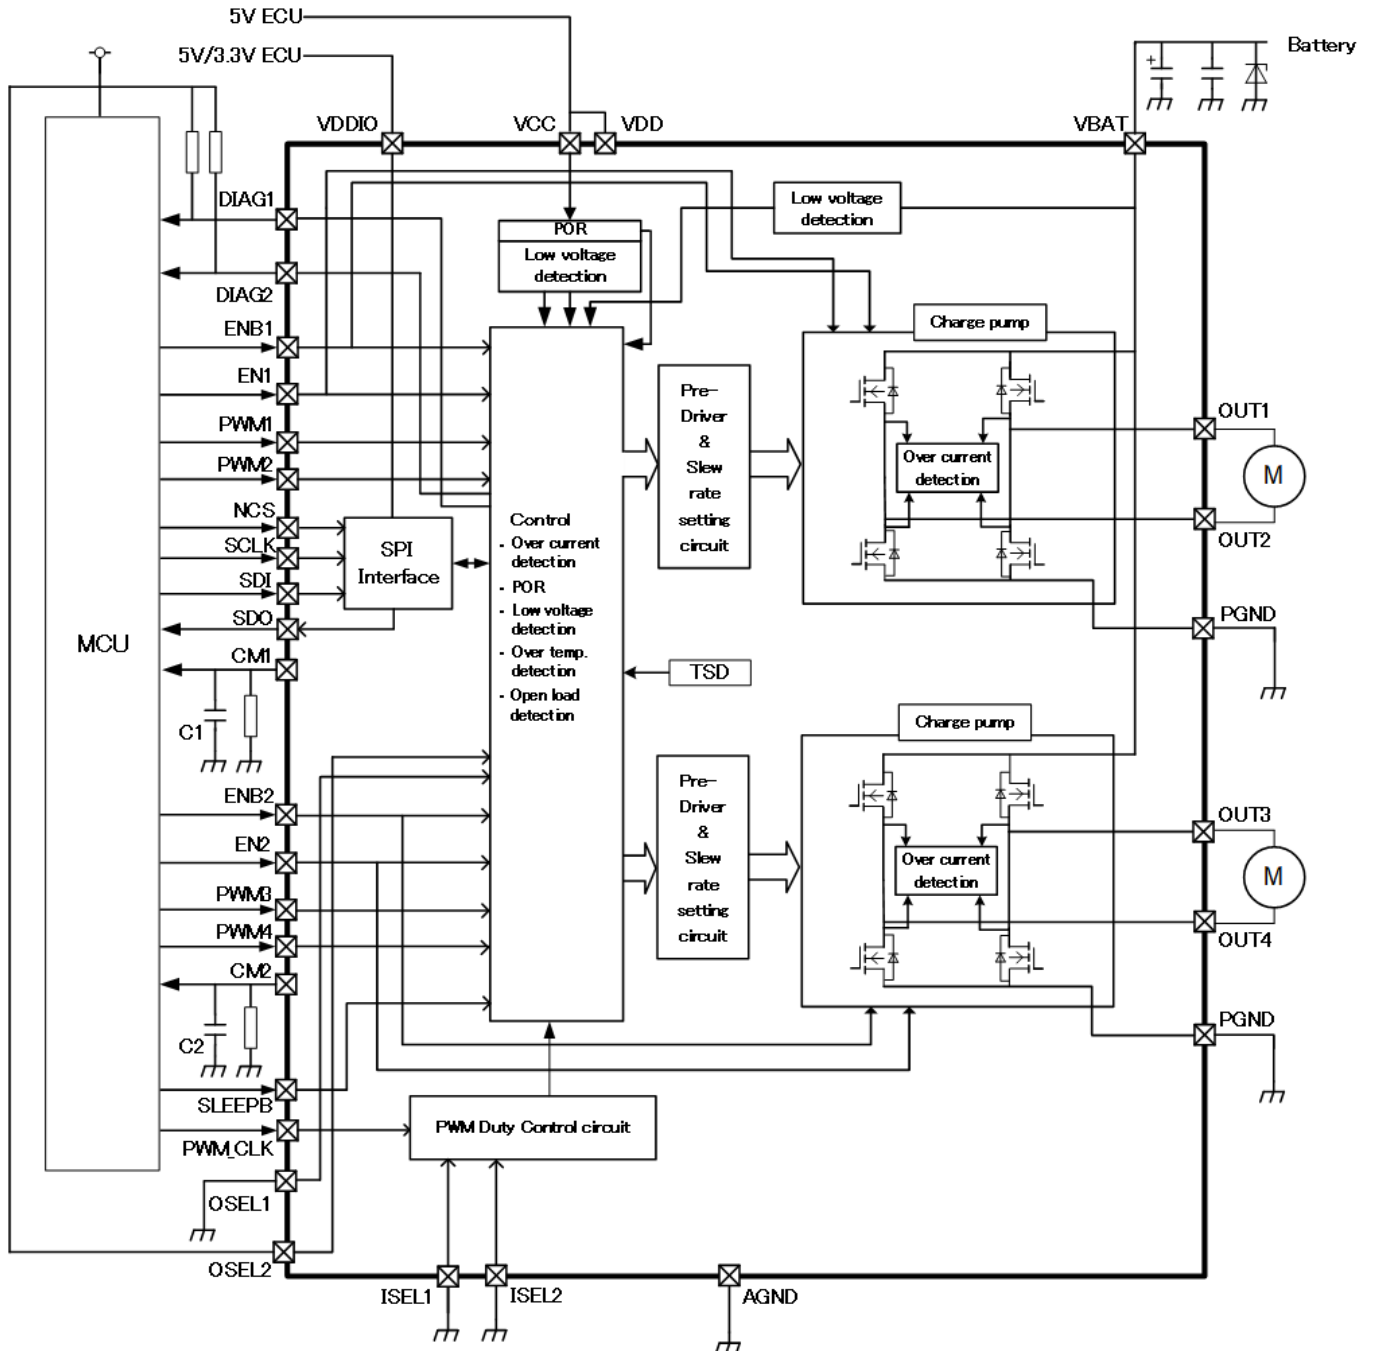 5V ECU
5V/3.3V ECU
Battery
+
VDDIO
VCC
VDD
VBAT
DIAG1
DIAG2
ENB1
EN1
PWM1
PWM2
NCS
SCLK
SDI
SDO
CM1
C1
ENB2
EN2
PWM3
PWM4
CM2
C2
SLEEPB
PWM_CLK
OSEL1
OSEL2
MCU
POR
Low voltage
detection
Low voltage
detection
SPI
Interface
Control
- Over current
detection
- POR
- Low voltage
detection
- Over temp.
detection
- Open load
detection
Pre-
Driver
&
Slew
rate
setting
circuit
Charge pump
Over current
detection
OUT1
M
OUT2
PGND
TSD
Pre-
Driver
&
Slew
rate
setting
circuit
Charge pump
Over current
detection
OUT3
M
OUT4
PGND
PWM Duty Control circuit
ISEL1
ISEL2
AGND